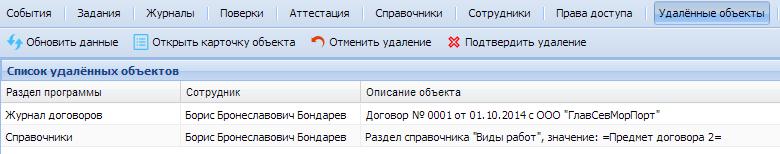 События Задания Журналы Поверки Аттестация Справочники Сотрудники Права доступа Удалённые объекты
Обновить данные Открыть карточку объекта Отменить удаление Подтвердить удаление
Список удалённых объектов
Раздел программы Сотрудник Описание объекта
Журнал договоров Борис Брониславович Бондарев Договор № 0001 от 01.10.2014 с ООО "ГлавСевМорПорт"
Справочники Борис Брониславович Бондарев Раздел справочника "Виды работ", значение: =Предмет договора 2=